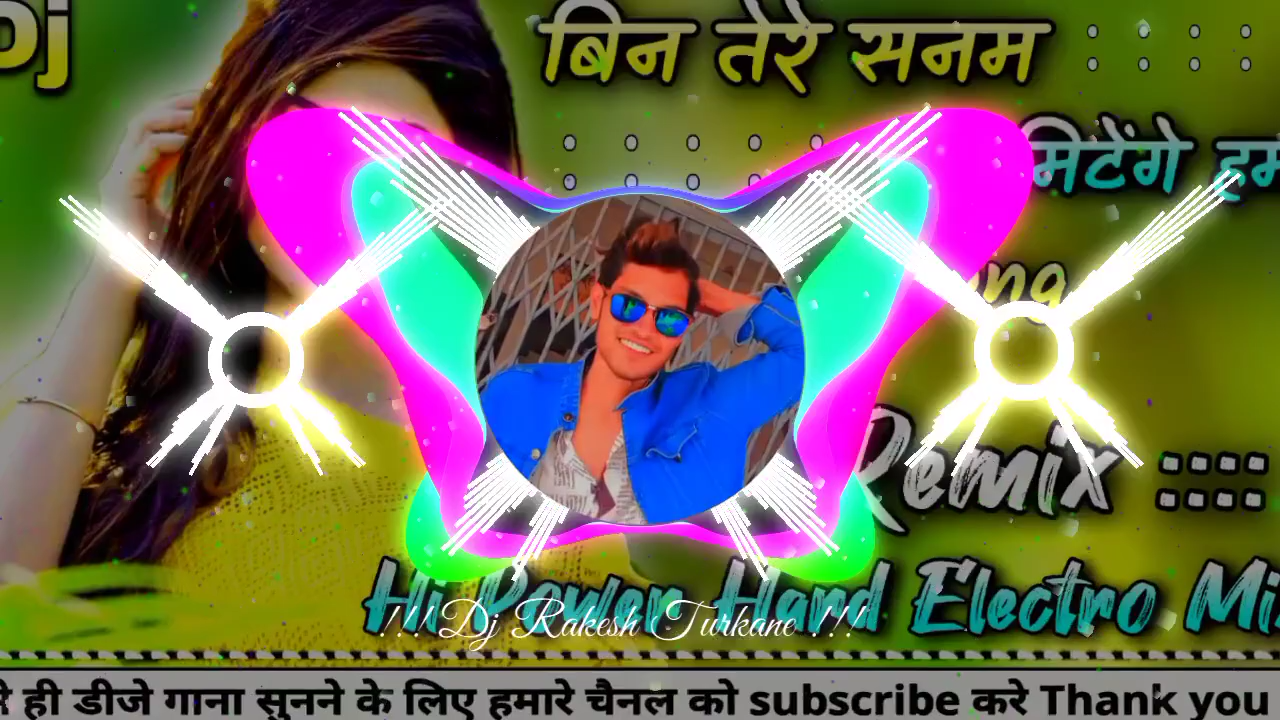 Dj
बिन तेरे सनम
मिटेंगे हम
Remix ::::
Hi Power Hard Electro Mi
!!! Dj Rakesh Turkane !!!
ही डीजे गाना सुनने के लिए हमारे चैनल को subscribe करे Thank you